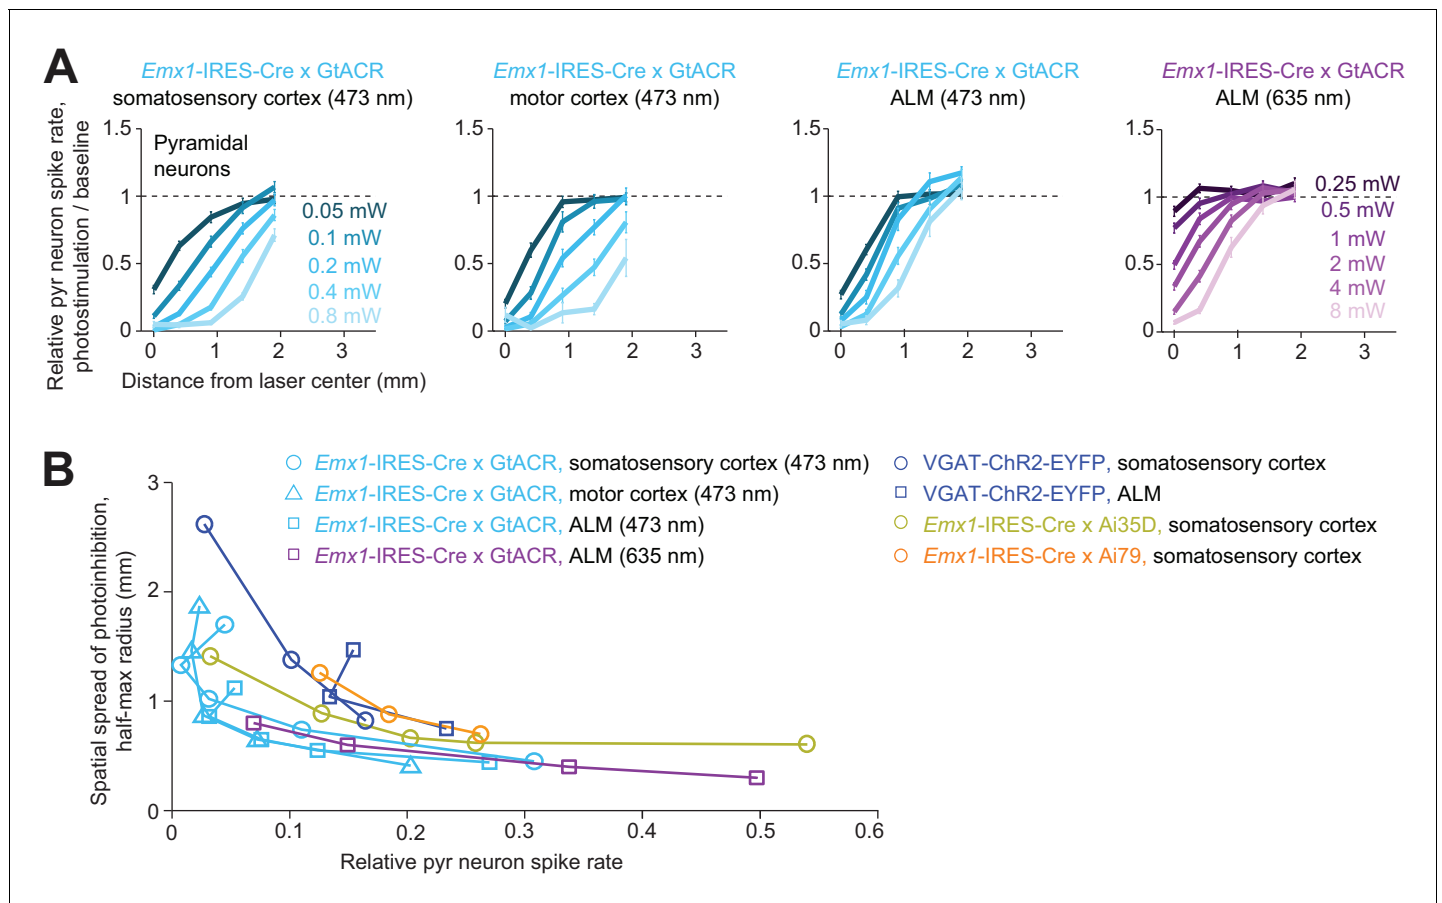 A
Emx1-IRES-Cre x GtACR
somatosensory cortex (473 nm)
Emx1-IRES-Cre x GtACR
motor cortex (473 nm)
Emx1-IRES-Cre x GtACR
ALM (473 nm)
Emx1-IRES-Cre x GtACR
ALM (635 nm)
Relative pyr neuron spike rate,
photostimulation / baseline
1.5
1
0.5
0
Pyramidal
neurons
0.05 mW
0.1 mW
0.2 mW
0.4 mW
0.8 mW
0 1 2 3
Distance from laser center (mm)
1.5
1
0.5
0
0 1 2 3
1.5
1
0.5
0
0 1 2 3
1.5
1
0.5
0
0.25 mW
0.5 mW
1 mW
2 mW
4 mW
8 mW
0 1 2 3
B
Emx1-IRES-Cre x GtACR, somatosensory cortex (473 nm)
Emx1-IRES-Cre x GtACR, motor cortex (473 nm)
Emx1-IRES-Cre x GtACR, ALM (473 nm)
Emx1-IRES-Cre x GtACR, ALM (635 nm)
VGAT-ChR2-EYFP, somatosensory cortex
VGAT-ChR2-EYFP, ALM
Emx1-IRES-Cre x Ai35D, somatosensory cortex
Emx1-IRES-Cre x Ai79, somatosensory cortex
Spatial spread of photoinhibition,
half-max radius (mm)
3
2
1
0
0 0.1 0.2 0.3 0.4 0.5 0.6
Relative pyr neuron spike rate